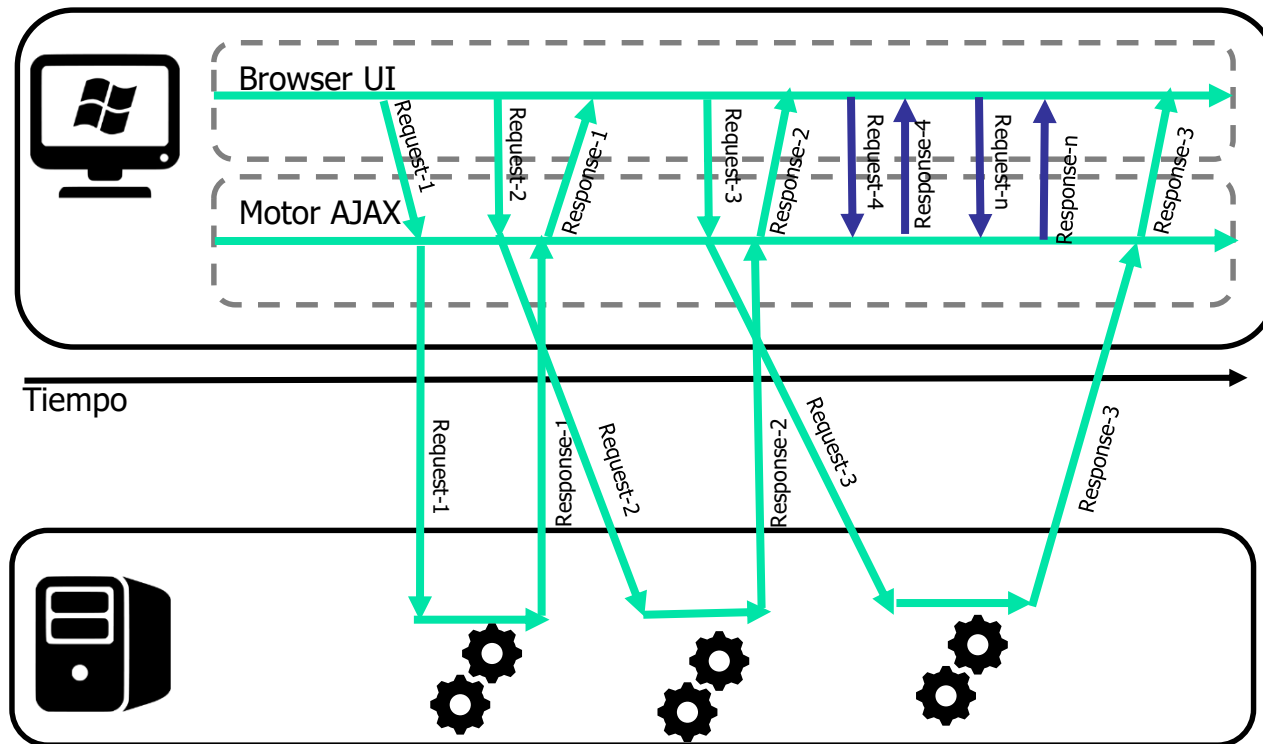 Browser UI
Request-1
Request-2
Response-1
Request-3
Response-2
Request-4
Response-4
Request-n
Response-n
Response-3
Motor AJAX
Tiempo
Request-1
Response-1
Request-2
Response-2
Request-3
Response-3